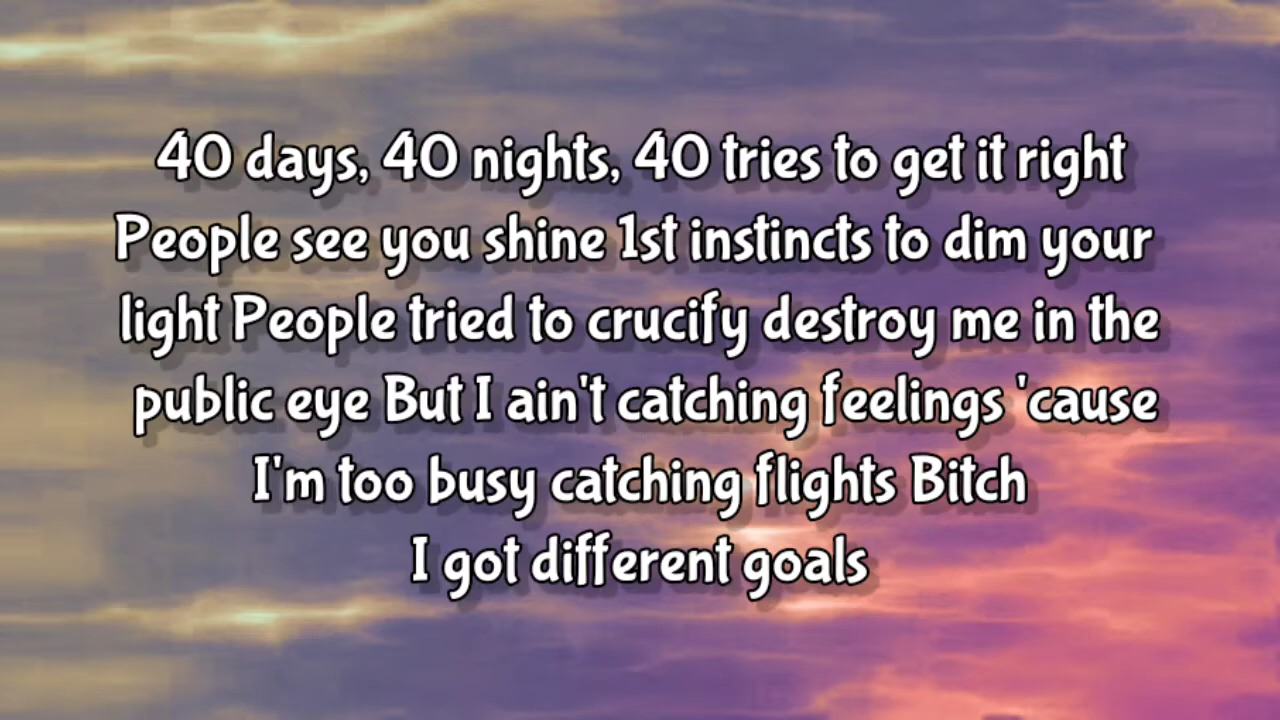 40 days, 40 nights, 40 tries to get it right
People see you shine 1st instincts to dim your
light People tried to crucify destroy me in the
public eye But I ain't catching feelings 'cause
I'm too busy catching flights Bitch
I got different goals